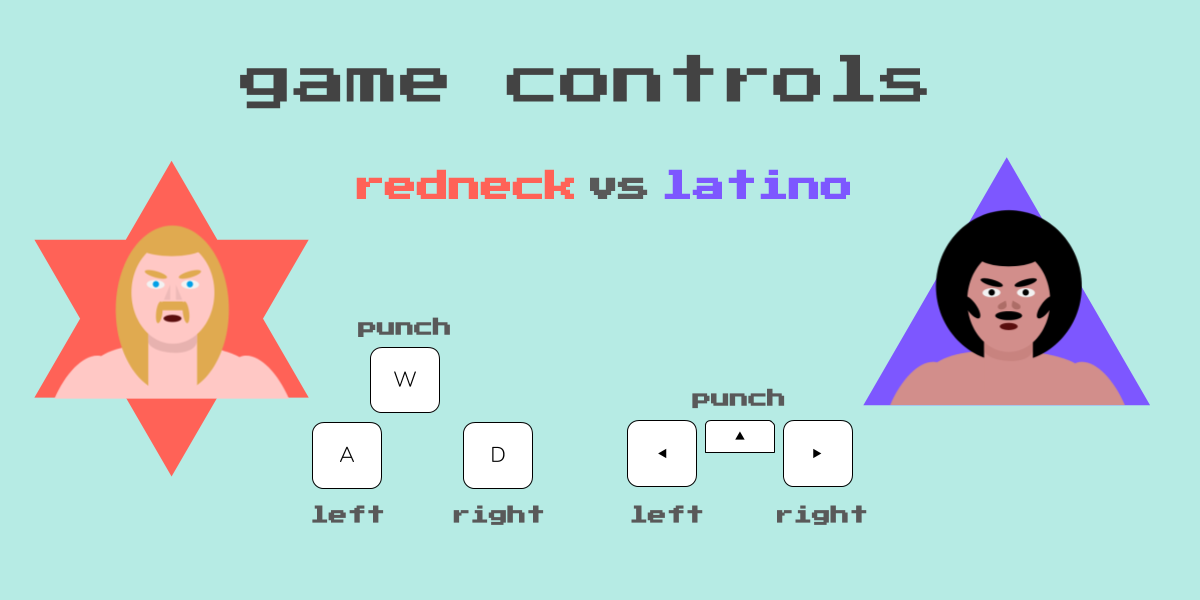 game controls
redneck vs latino
punch
W
A
D
left
right
punch
◀
▲
▶
left
right